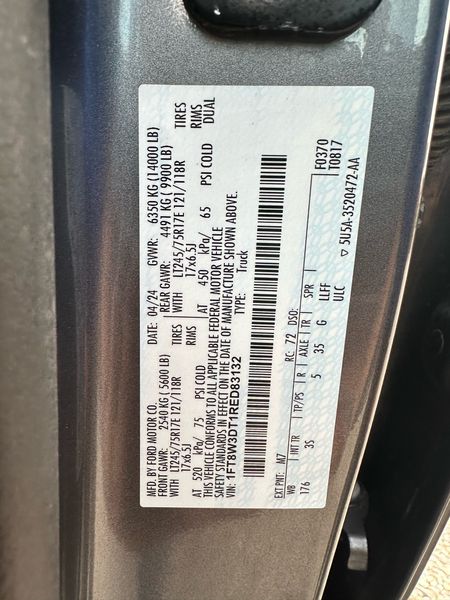 MFD. BY FORD MOTOR CO.
DATE: 04/24 GVWR: 6350 KG (14000 LB)
FRONT GAWR: 2540 KG (5600 LB) REAR GAWR: 4491 KG (9900 LB)
WITH LT245/75R17E 121/118R TIRES WITH LT245/75R17E 121/118R TIRES
17x6.5J RIMS 17x6.5J RIMS
AT 520 kPa/ 75 PSI COLD AT 450 kPa/ 65 PSI COLD DUAL
THIS VEHICLE CONFORMS TO ALL APPLICABLE FEDERAL MOTOR VEHICLE
SAFETY STANDARDS IN EFFECT ON THE DATE OF MANUFACTURE SHOWN ABOVE.
VIN: 1FT8W3DT1RED83132 TYPE: Truck
F0370
T0817
EXT PNT: M7 RC: 72 DSO:
WB INT TR TP/PS R AXLE TR SPR
176 3S 5 35 G LLFF
ULC
5U5A-3520472-AA